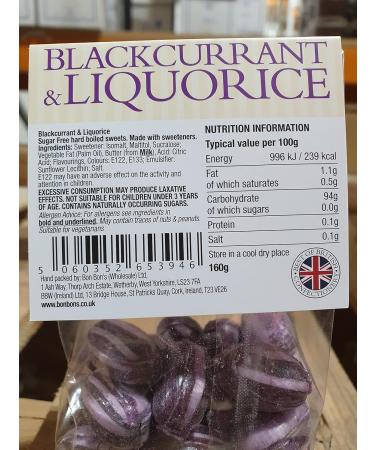 BLACKCURRANT
& LIQUORICE
Blackcurrant & Liquorice
Sugar Free hard boiled sweets. Made with sweeteners.
Ingredients: Sweetener: Isomalt, Maltitol, Sucralose;
Vegetable Fat (Palm Oil), Butter (from Milk), Acid: Citric
Acid; Flavourings, Colours: E122, E133; Emulsifier:
Sunflower Lecithin; Salt.
E122 may have an adverse effect on the activity and
attention in children.
EXCESSIVE CONSUMPTION MAY PRODUCE LAXATIVE
EFFECTS. NOT SUITABLE FOR CHILDREN UNDER 3 YEARS
OF AGE. CONTAINS NATURALLY OCCURRING SUGARS.
Allergen Advice: For allergens see ingredients in
bold and underlined. May contain traces of nuts & peanuts.
Suitable for vegetarians
5 060352 653946
Hand packed by: Bon Bon's (Wholesale) Ltd.
1 Ash Way, Thorp Arch Estate, Wetherby, West Yorkshire, LS23 7FA
BBW (Ireland) Ltd, 13 Bridge House, St Patricks Quay, Cork, Ireland, T23 VE26
www.bonbons.co.uk
NUTRITION INFORMATION
Typical value per 100g
Energy 996 kJ / 239 kcal
Fat 1.1g
of which saturates 0.5g
Carbohydrate 94g
of which sugars 0.0g
Protein 0.1g
Salt 0.1g
Store in a cool dry place
160g
BEST OF BRITISH
CONFECTIONERY